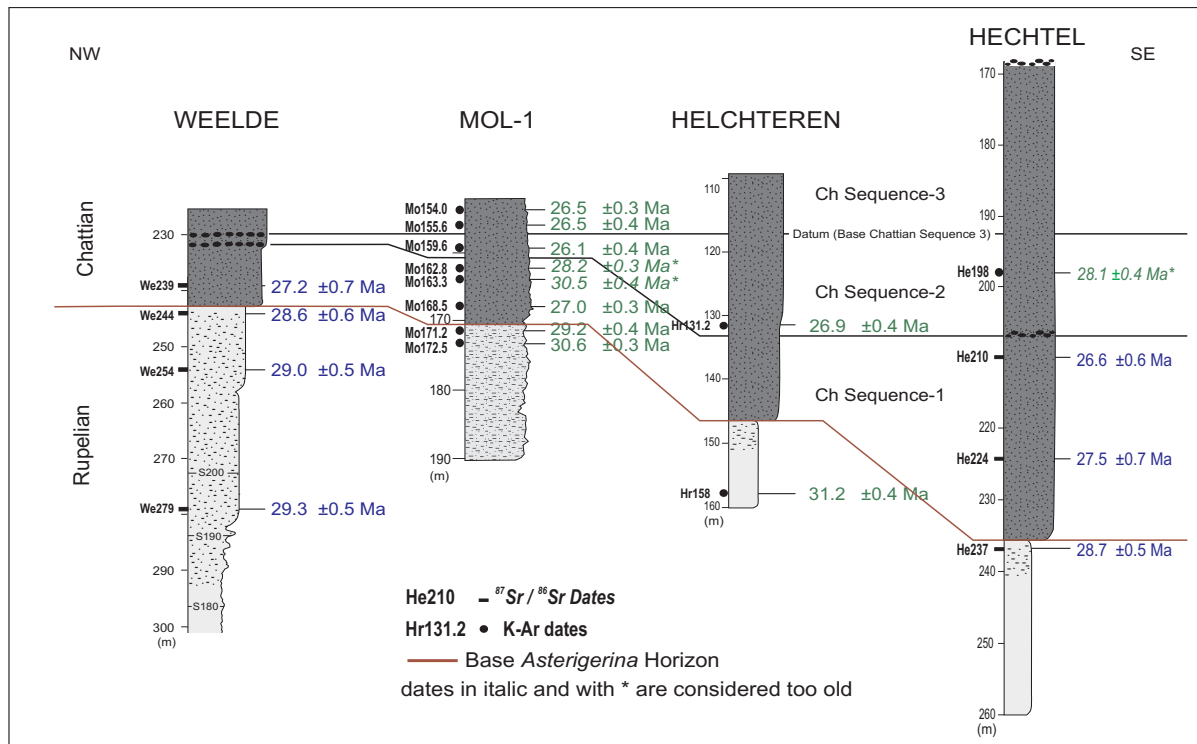 NW
SE
WEELDE
MOL-1
HELCHTEREN
HECHTEL
Chattian
Rupelian
230
250
260
270
290
300
(m)
We239
We244
We254
We279
S200
S190
S180
27.2 ±0.7 Ma
28.6 ±0.6 Ma
29.0 ±0.5 Ma
29.3 ±0.5 Ma
Mo154.0
Mo155.6
Mo159.6
Mo162.8
Mo163.3
Mo168.5
170
Mo171.2
Mo172.5
180
190
(m)
26.5 ±0.3 Ma
26.5 ±0.4 Ma
26.1 ±0.4 Ma
28.2 ±0.3 Ma*
30.5 ±0.4 Ma*
27.0 ±0.3 Ma
29.2 ±0.4 Ma
30.6 ±0.3 Ma
110
120
130
Hr131.2
140
150
Hr158
160
(m)
26.9 ±0.4 Ma
31.2 ±0.4 Ma
Ch Sequence-3
Datum (Base Chattian Sequence 3)
Ch Sequence-2
Ch Sequence-1
170
180
190
He198
200
He210
220
He224
230
He237
240
250
260
(m)
28.1 ±0.4 Ma*
26.6 ±0.6 Ma
27.5 ±0.7 Ma
28.7 ±0.5 Ma
He210 – ⁸⁷Sr / ⁸⁶Sr Dates
Hr131.2 ● K-Ar dates
Base Asterigerina Horizon
dates in italic and with * are considered too old